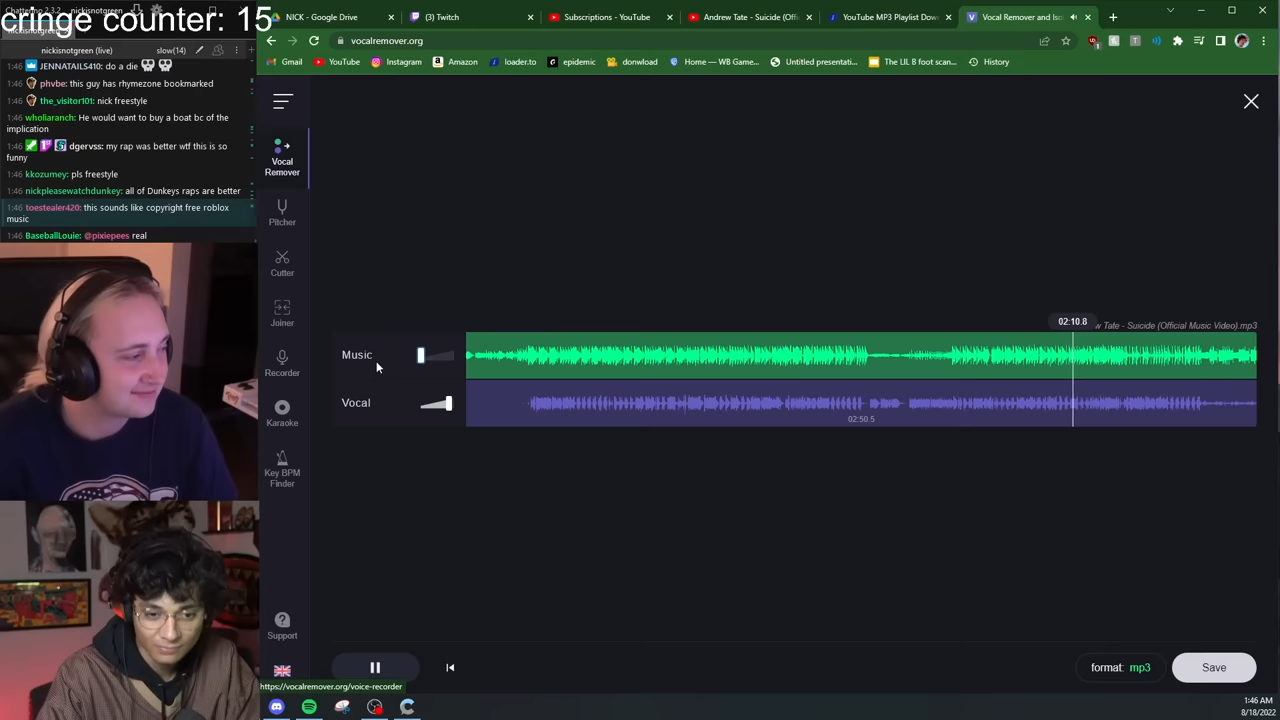 cringe counter: 15
nickisnotgreen (live) slow(14)
1:46 JENNATAILS410: do a die 💀 💀
1:46 phvbe: this guy has rhymezone bookmarked
1:46 the_visitor101: nick freestyle
1:46 wholiaranch: He would want to buy a boat bc of the
implication
1:46 dgervss: my rap was better wtf this is so
funny
1:46 kkozumey: pls freestyle
1:46 nickpleasewatchdunkey: all of Dunkeys raps are better
1:46 toestealer420: this sounds like copyright free roblox
music
1:46 BaseballLouie: @pixiepees real
NICK - Google Drive
(3) Twitch
Subscriptions - YouTube
Andrew Tate - Suicide (Offici
YouTube MP3 Playlist Dow
Vocal Remover and Iso
vocalremover.org
Gmail
YouTube
Instagram
Amazon
loader.to
epidemic
donwload
Home — WB Gam...
Untitled presentati...
The LIL B foot scan...
History
Vocal
Remover
Pitcher
Cutter
Joiner
Recorder
Karaoke
Key BPM
Finder
Support
02:10.8
w Tate - Suicide (Official Music Video).mp3
Music
Vocal
02:50.5
format: mp3
Save
https://vocalremover.org/voice-recorder
1:46 AM
8/18/2022